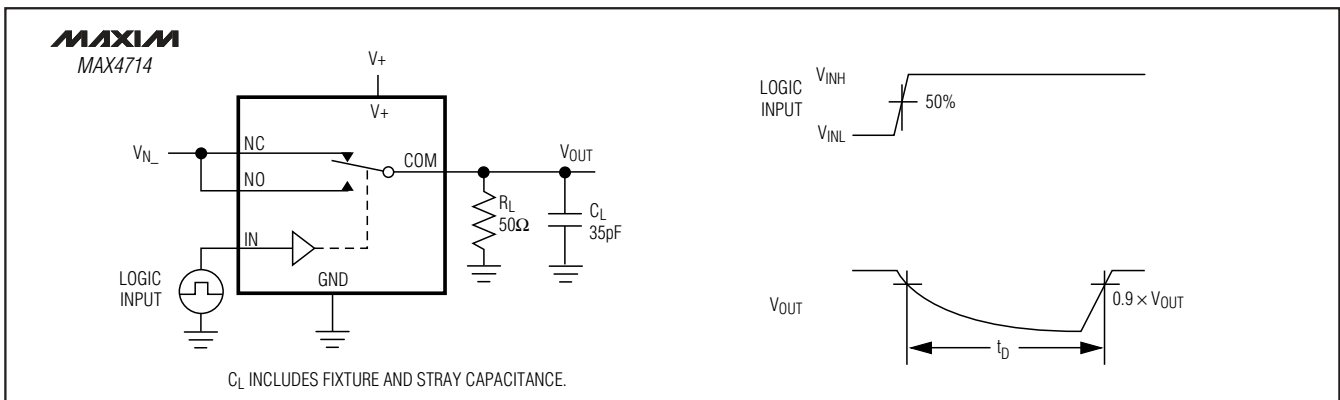 MAXIM
MAX4714
V+
V+
V_N_
NC
NO
COM
V_OUT
R_L
50Ω
C_L
35pF
IN
LOGIC
INPUT
GND
C_L INCLUDES FIXTURE AND STRAY CAPACITANCE.
LOGIC
INPUT
V_INH
V_INL
50%
V_OUT
0.9 × V_OUT
t_D